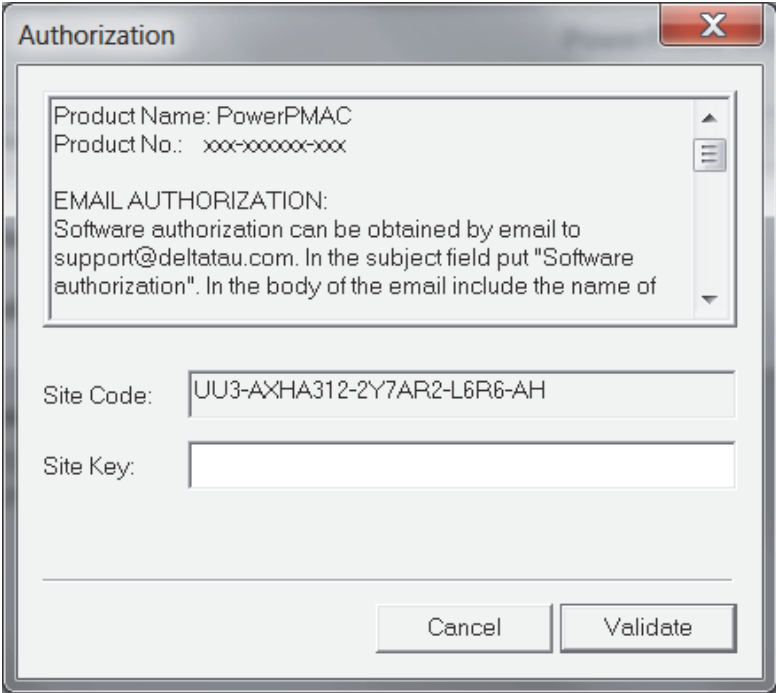 Authorization
Product Name: PowerPMAC
Product No.: xxx-xxxxxx-xxx
EMAIL AUTHORIZATION:
Software authorization can be obtained by email to
support@deltatau.com. In the subject field put "Software
authorization". In the body of the email include the name of
Site Code: UU3-AXHA312-2Y7AR2-L6R6-AH
Site Key:
Cancel Validate